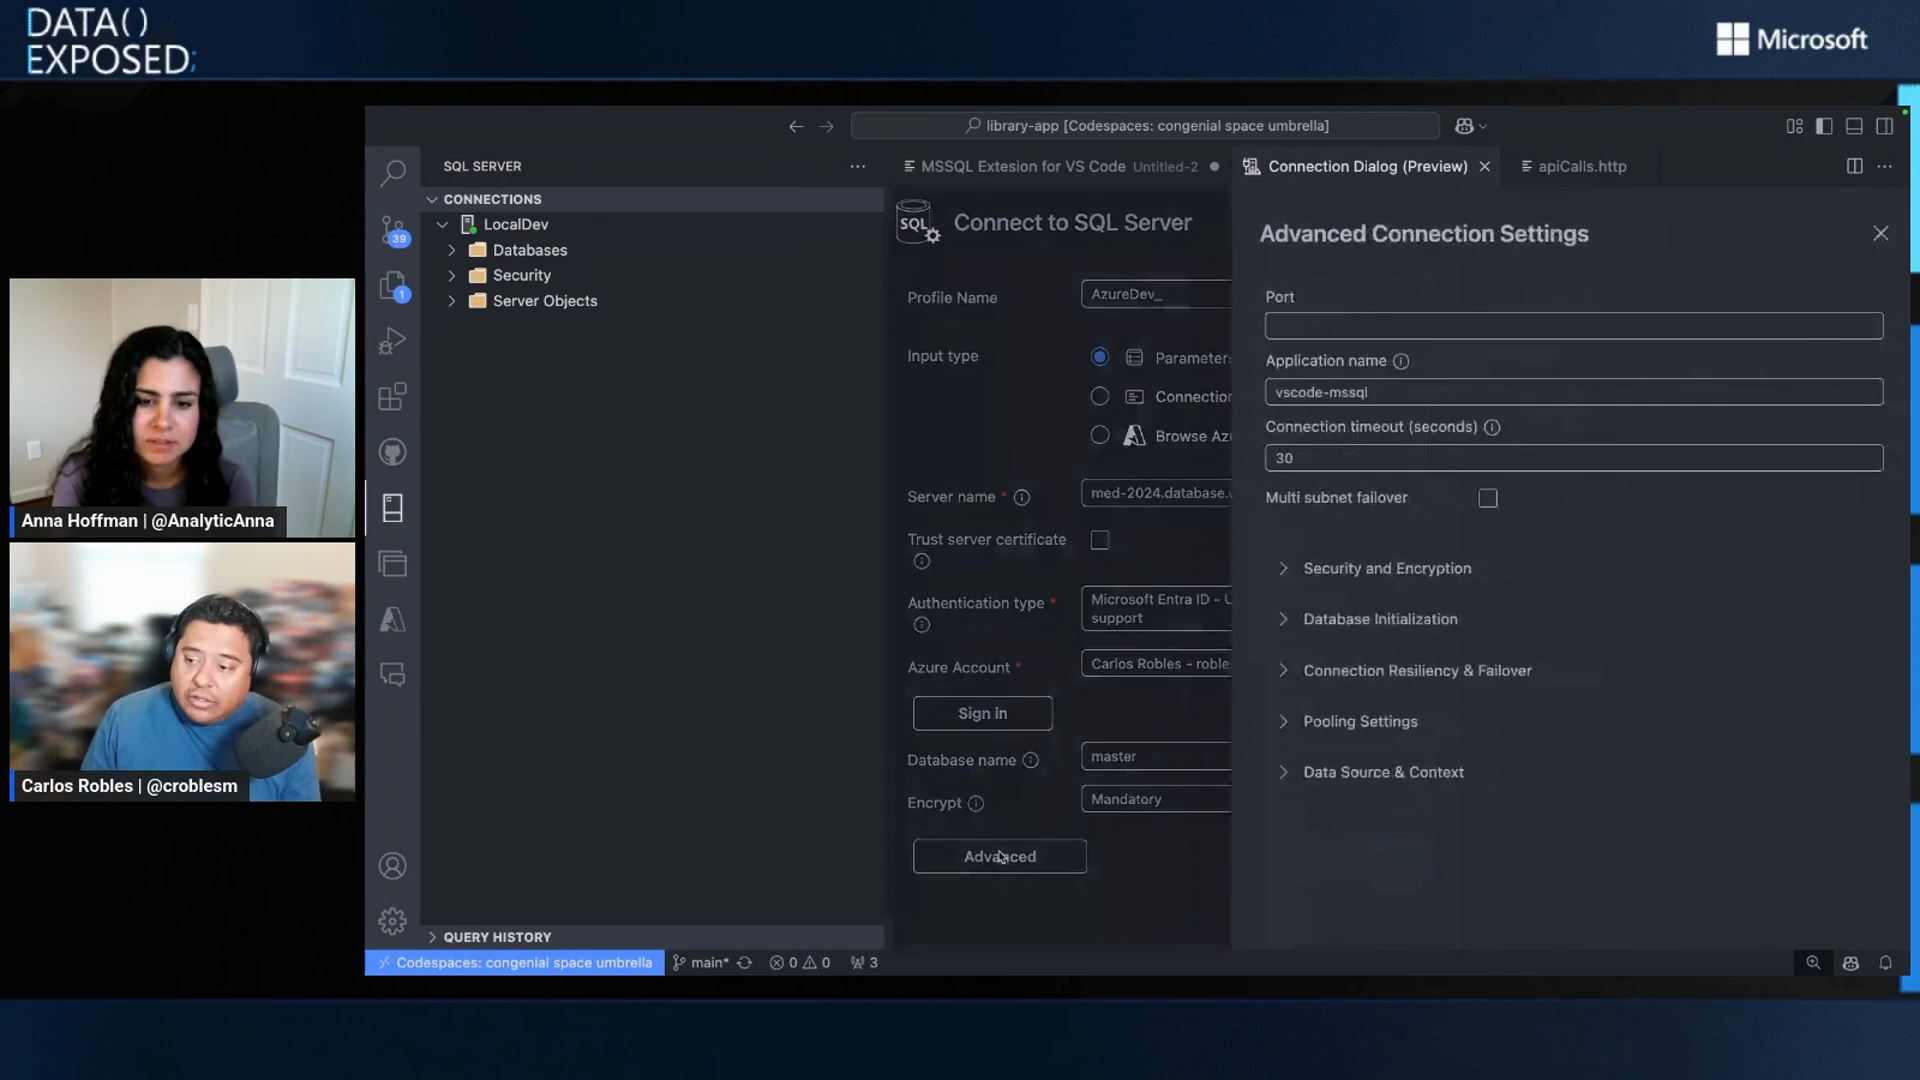 DATA()
EXPOSED;
Microsoft
library-app [Codespaces: congenial space umbrella]
SQL SERVER
MSSQL Extesion for VS Code Untitled-2
Connection Dialog (Preview)
apiCalls.http
CONNECTIONS
LocalDev
Databases
Security
Server Objects
39
1
SQL
Connect to SQL Server
Profile Name
AzureDev_
Input type
Parameter
Connection
Browse Az
Server name *
med-2024.database.
Trust server certificate
Authentication type *
Microsoft Entra ID - U
support
Azure Account *
Carlos Robles - roble
Sign in
Database name
master
Encrypt
Mandatory
Advanced
Advanced Connection Settings
Port
Application name
vscode-mssql
Connection timeout (seconds)
30
Multi subnet failover
Security and Encryption
Database Initialization
Connection Resiliency & Failover
Pooling Settings
Data Source & Context
Anna Hoffman | @AnalyticAnna
Carlos Robles | @croblesm
QUERY HISTORY
Codespaces: congenial space umbrella
main*
0
0
3